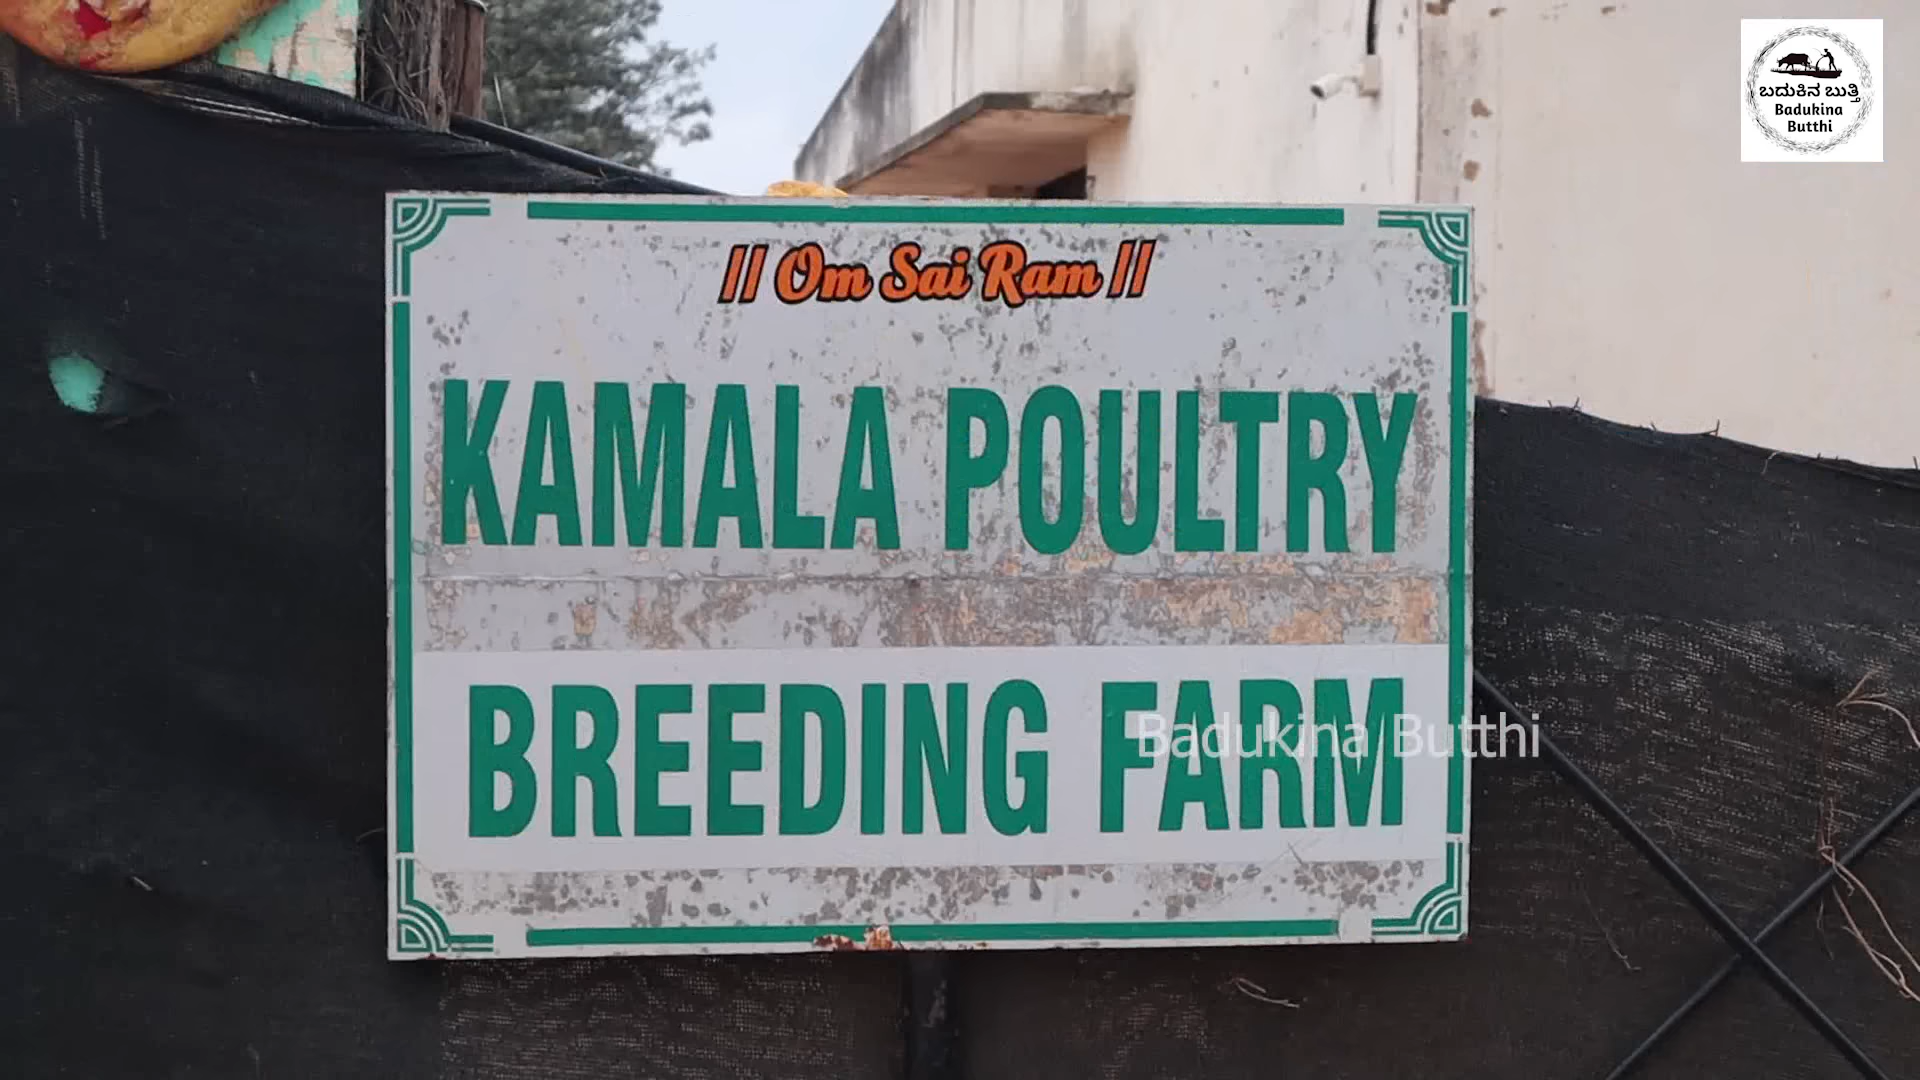 ಬದುಕಿನ ಬುತ್ತಿ
Badukina
Butthi
// Om Sai Ram //
KAMALA POULTRY
BREEDING FARM
Badukina Butthi